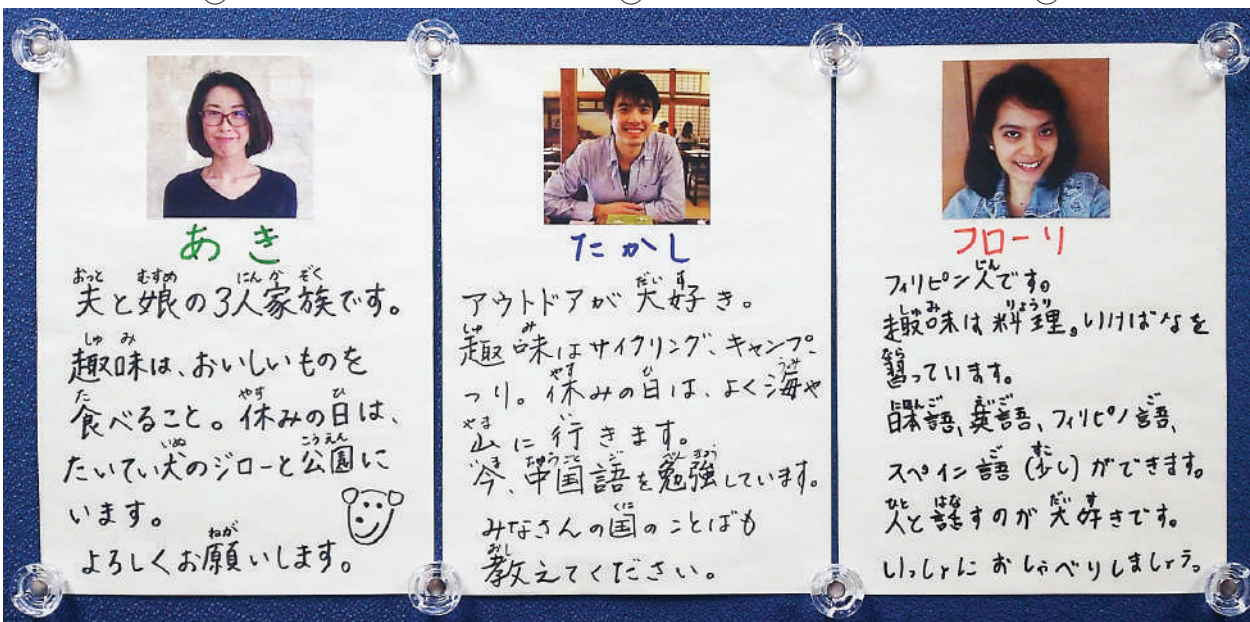 あき
夫と娘の3人家族です。
趣味は、おいしいものを
食べること。休みの日は、
たいてい犬のジローと公園に
います。
よろしくお願いします。
たかし
アウトドアが大好き。
趣味はサイクリング、キャンプ、
つり。休みの日は、よく海や
山に行きます。
今、中国語を勉強しています。
みなさんの国のことばも
教えてください。
フローリ
フィリピン人です。
趣味は料理。いけばなを
習っています。
日本語、英語、フィリピノ語、
スペイン語(少し)ができます。
人と話すのが大好きです。
いっしょにおしゃべりしましょう。